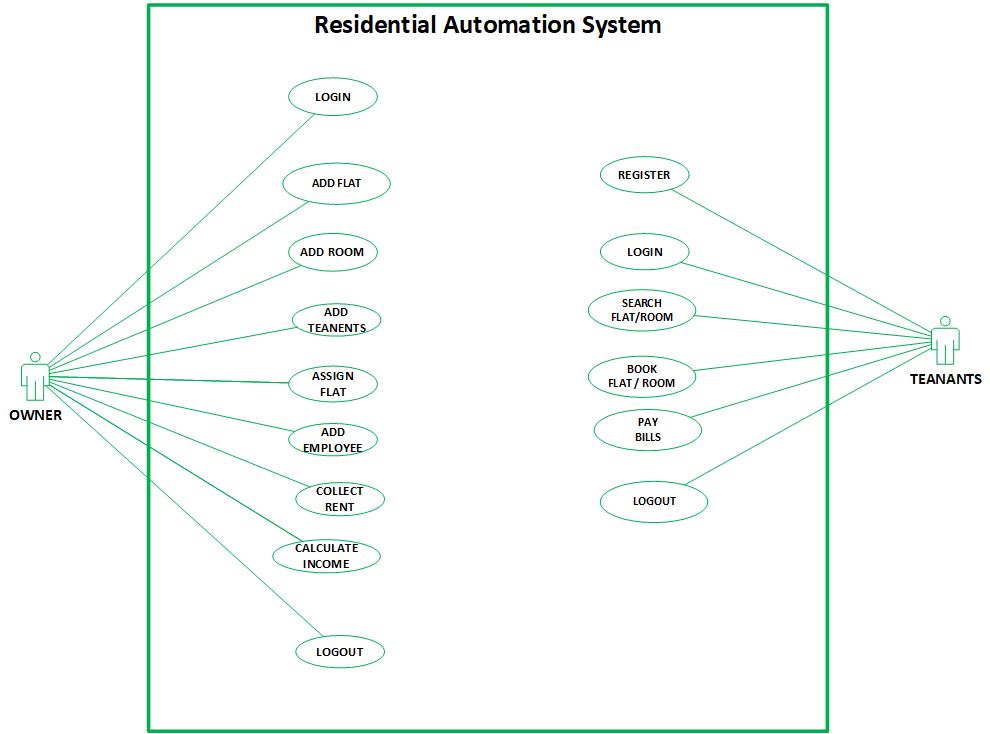 Residential Automation System
LOGIN
ADD FLAT
ADD ROOM
ADD
TEANENTS
ASSIGN
FLAT
ADD
EMPLOYEE
COLLECT
RENT
CALCULATE
INCOME
LOGOUT
OWNER
REGISTER
LOGIN
SEARCH
FLAT/ROOM
BOOK
FLAT / ROOM
PAY
BILLS
LOGOUT
TEANANTS